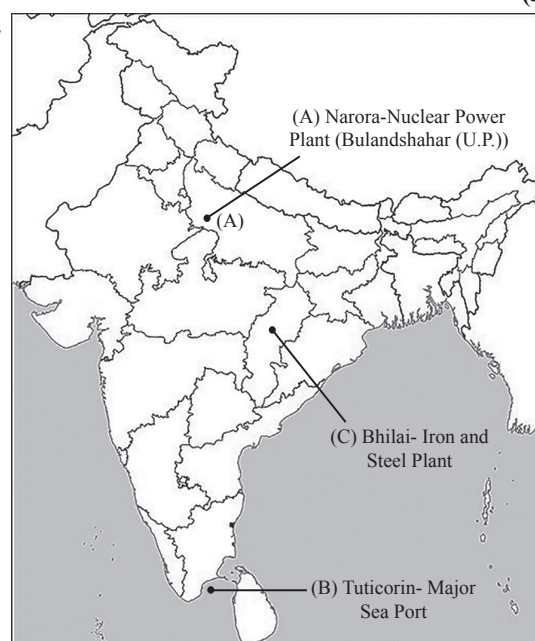 (A) Narora-Nuclear Power
Plant (Bulandshahar (U.P.))
(A)
(C) Bhilai- Iron and
Steel Plant
(B) Tuticorin- Major
Sea Port